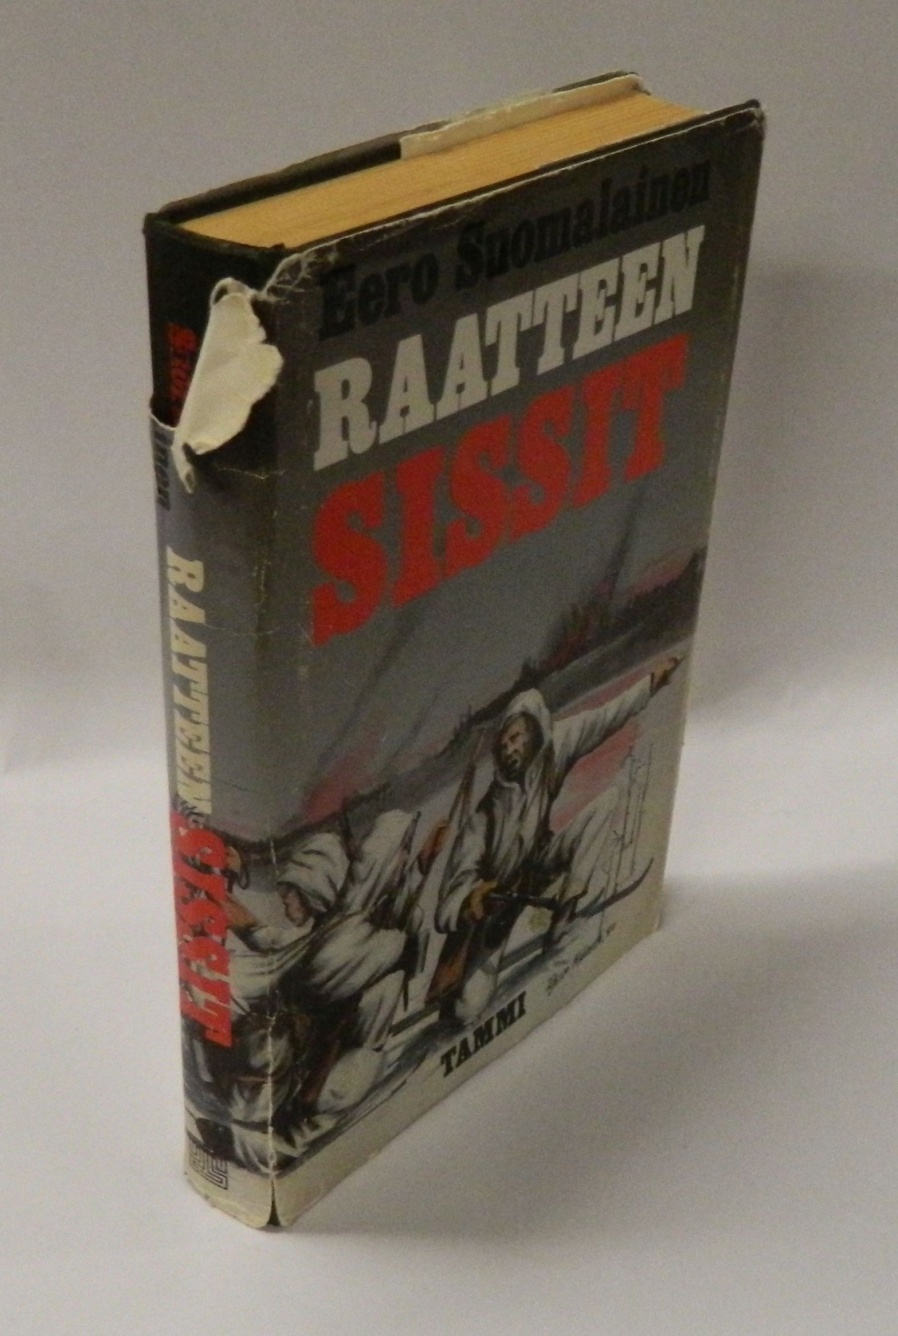 Eero Suomalainen
RAATTEEN
SISSIT
TAMMI
RAATTEEN SISSIT